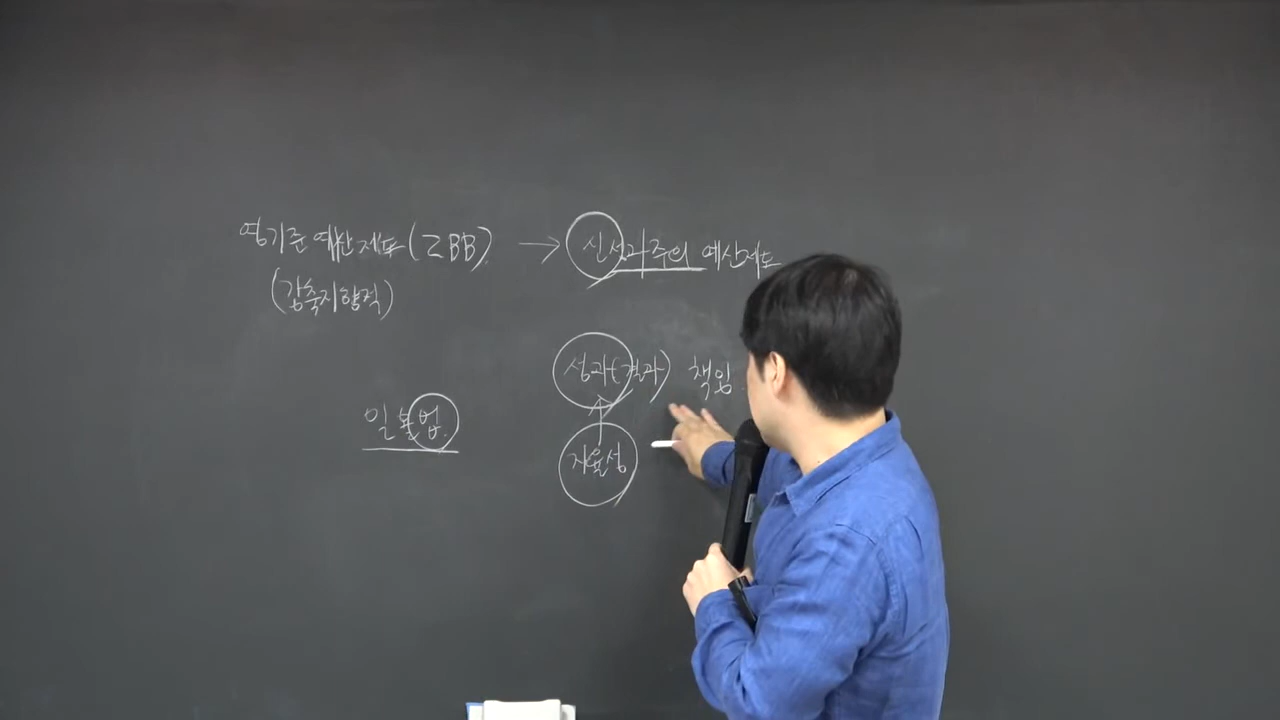 영기준 예산제도(ZBB) → 신성과주의 예산제도
(감축지향적)
성과(결과) 책임
일몰법.
자율성